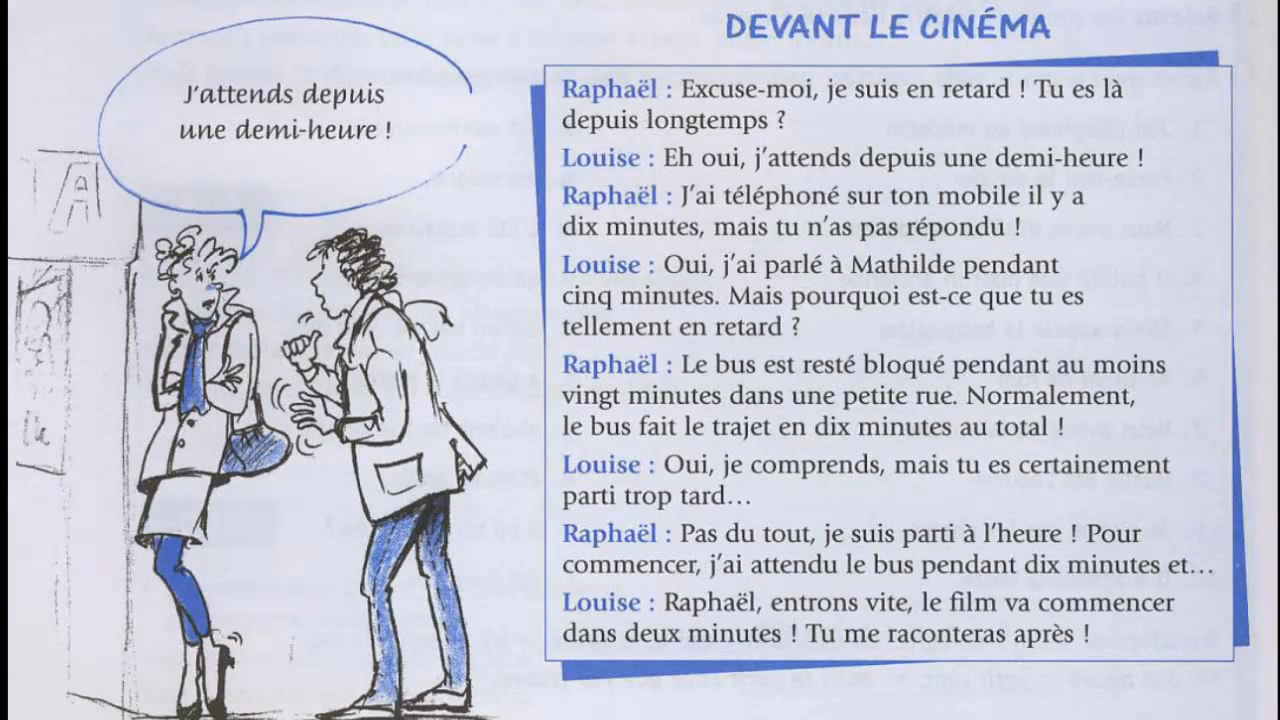 DEVANT LE CINÉMA
J'attends depuis
une demi-heure !
Raphaël : Excuse-moi, je suis en retard ! Tu es là
depuis longtemps ?
Louise : Eh oui, j'attends depuis une demi-heure !
Raphaël : J'ai téléphoné sur ton mobile il y a
dix minutes, mais tu n'as pas répondu !
Louise : Oui, j'ai parlé à Mathilde pendant
cinq minutes. Mais pourquoi est-ce que tu es
tellement en retard ?
Raphaël : Le bus est resté bloqué pendant au moins
vingt minutes dans une petite rue. Normalement,
le bus fait le trajet en dix minutes au total !
Louise : Oui, je comprends, mais tu es certainement
parti trop tard…
Raphaël : Pas du tout, je suis parti à l'heure ! Pour
commencer, j'ai attendu le bus pendant dix minutes et…
Louise : Raphaël, entrons vite, le film va commencer
dans deux minutes ! Tu me raconteras après !